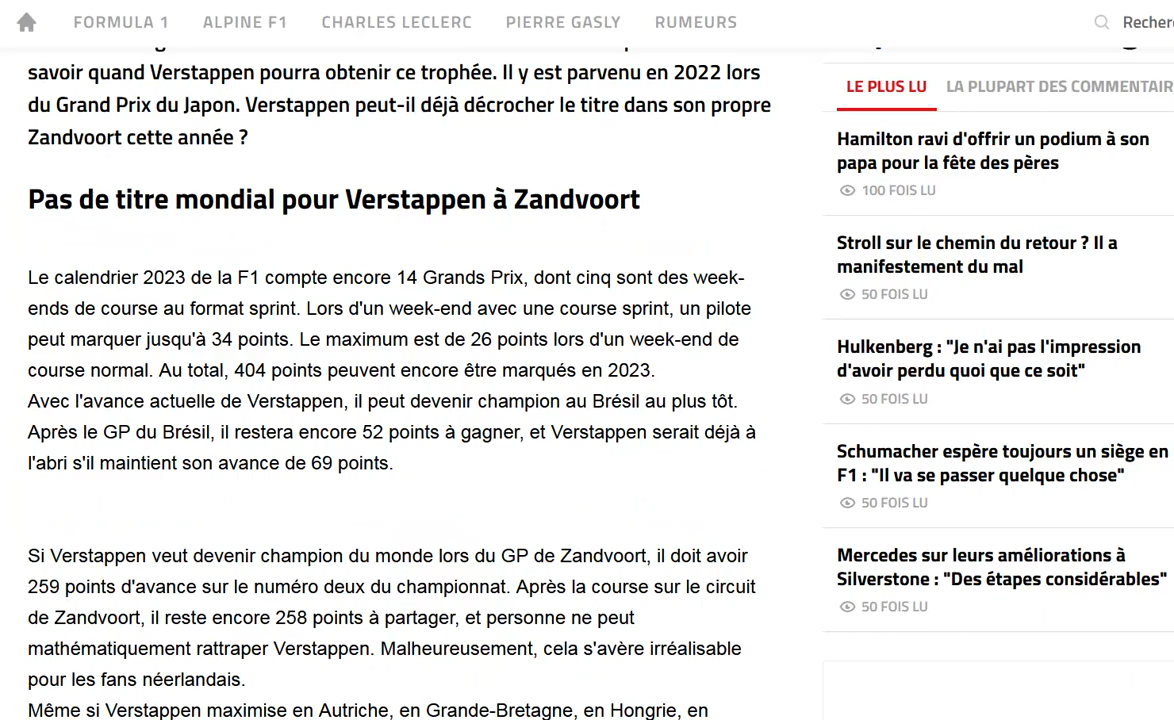 FORMULA 1 ALPINE F1 CHARLES LECLERC PIERRE GASLY RUMEURS Recher
savoir quand Verstappen pourra obtenir ce trophée. Il y est parvenu en 2022 lors
du Grand Prix du Japon. Verstappen peut-il déjà décrocher le titre dans son propre
Zandvoort cette année ?
Pas de titre mondial pour Verstappen à Zandvoort
Le calendrier 2023 de la F1 compte encore 14 Grands Prix, dont cinq sont des week-
ends de course au format sprint. Lors d'un week-end avec une course sprint, un pilote
peut marquer jusqu'à 34 points. Le maximum est de 26 points lors d'un week-end de
course normal. Au total, 404 points peuvent encore être marqués en 2023.
Avec l'avance actuelle de Verstappen, il peut devenir champion au Brésil au plus tôt.
Après le GP du Brésil, il restera encore 52 points à gagner, et Verstappen serait déjà à
l'abri s'il maintient son avance de 69 points.
Si Verstappen veut devenir champion du monde lors du GP de Zandvoort, il doit avoir
259 points d'avance sur le numéro deux du championnat. Après la course sur le circuit
de Zandvoort, il reste encore 258 points à partager, et personne ne peut
mathématiquement rattraper Verstappen. Malheureusement, cela s'avère irréalisable
pour les fans néerlandais.
Même si Verstappen maximise en Autriche, en Grande-Bretagne, en Hongrie, en
LE PLUS LU LA PLUPART DES COMMENTAIR
Hamilton ravi d'offrir un podium à son
papa pour la fête des pères
100 FOIS LU
Stroll sur le chemin du retour ? Il a
manifestement du mal
50 FOIS LU
Hulkenberg : "Je n'ai pas l'impression
d'avoir perdu quoi que ce soit"
50 FOIS LU
Schumacher espère toujours un siège en
F1 : "Il va se passer quelque chose"
50 FOIS LU
Mercedes sur leurs améliorations à
Silverstone : "Des étapes considérables"
50 FOIS LU